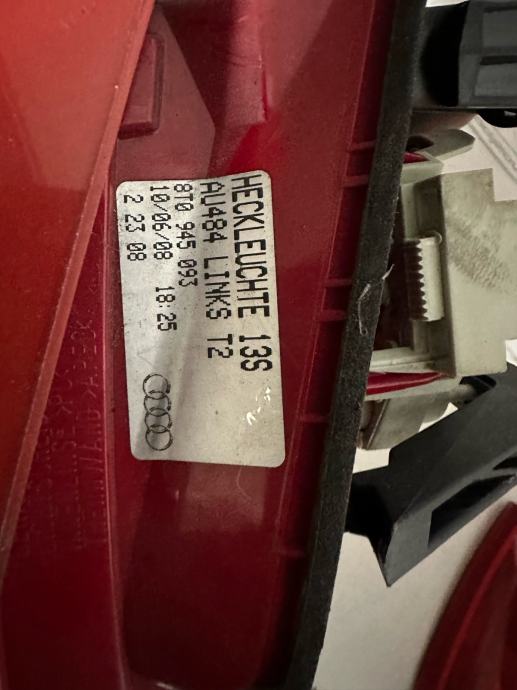 HECKLEUCHTE 13S
AU484 LINKS T2
8T0 945 093
10/06/08 18:25
2 23 08